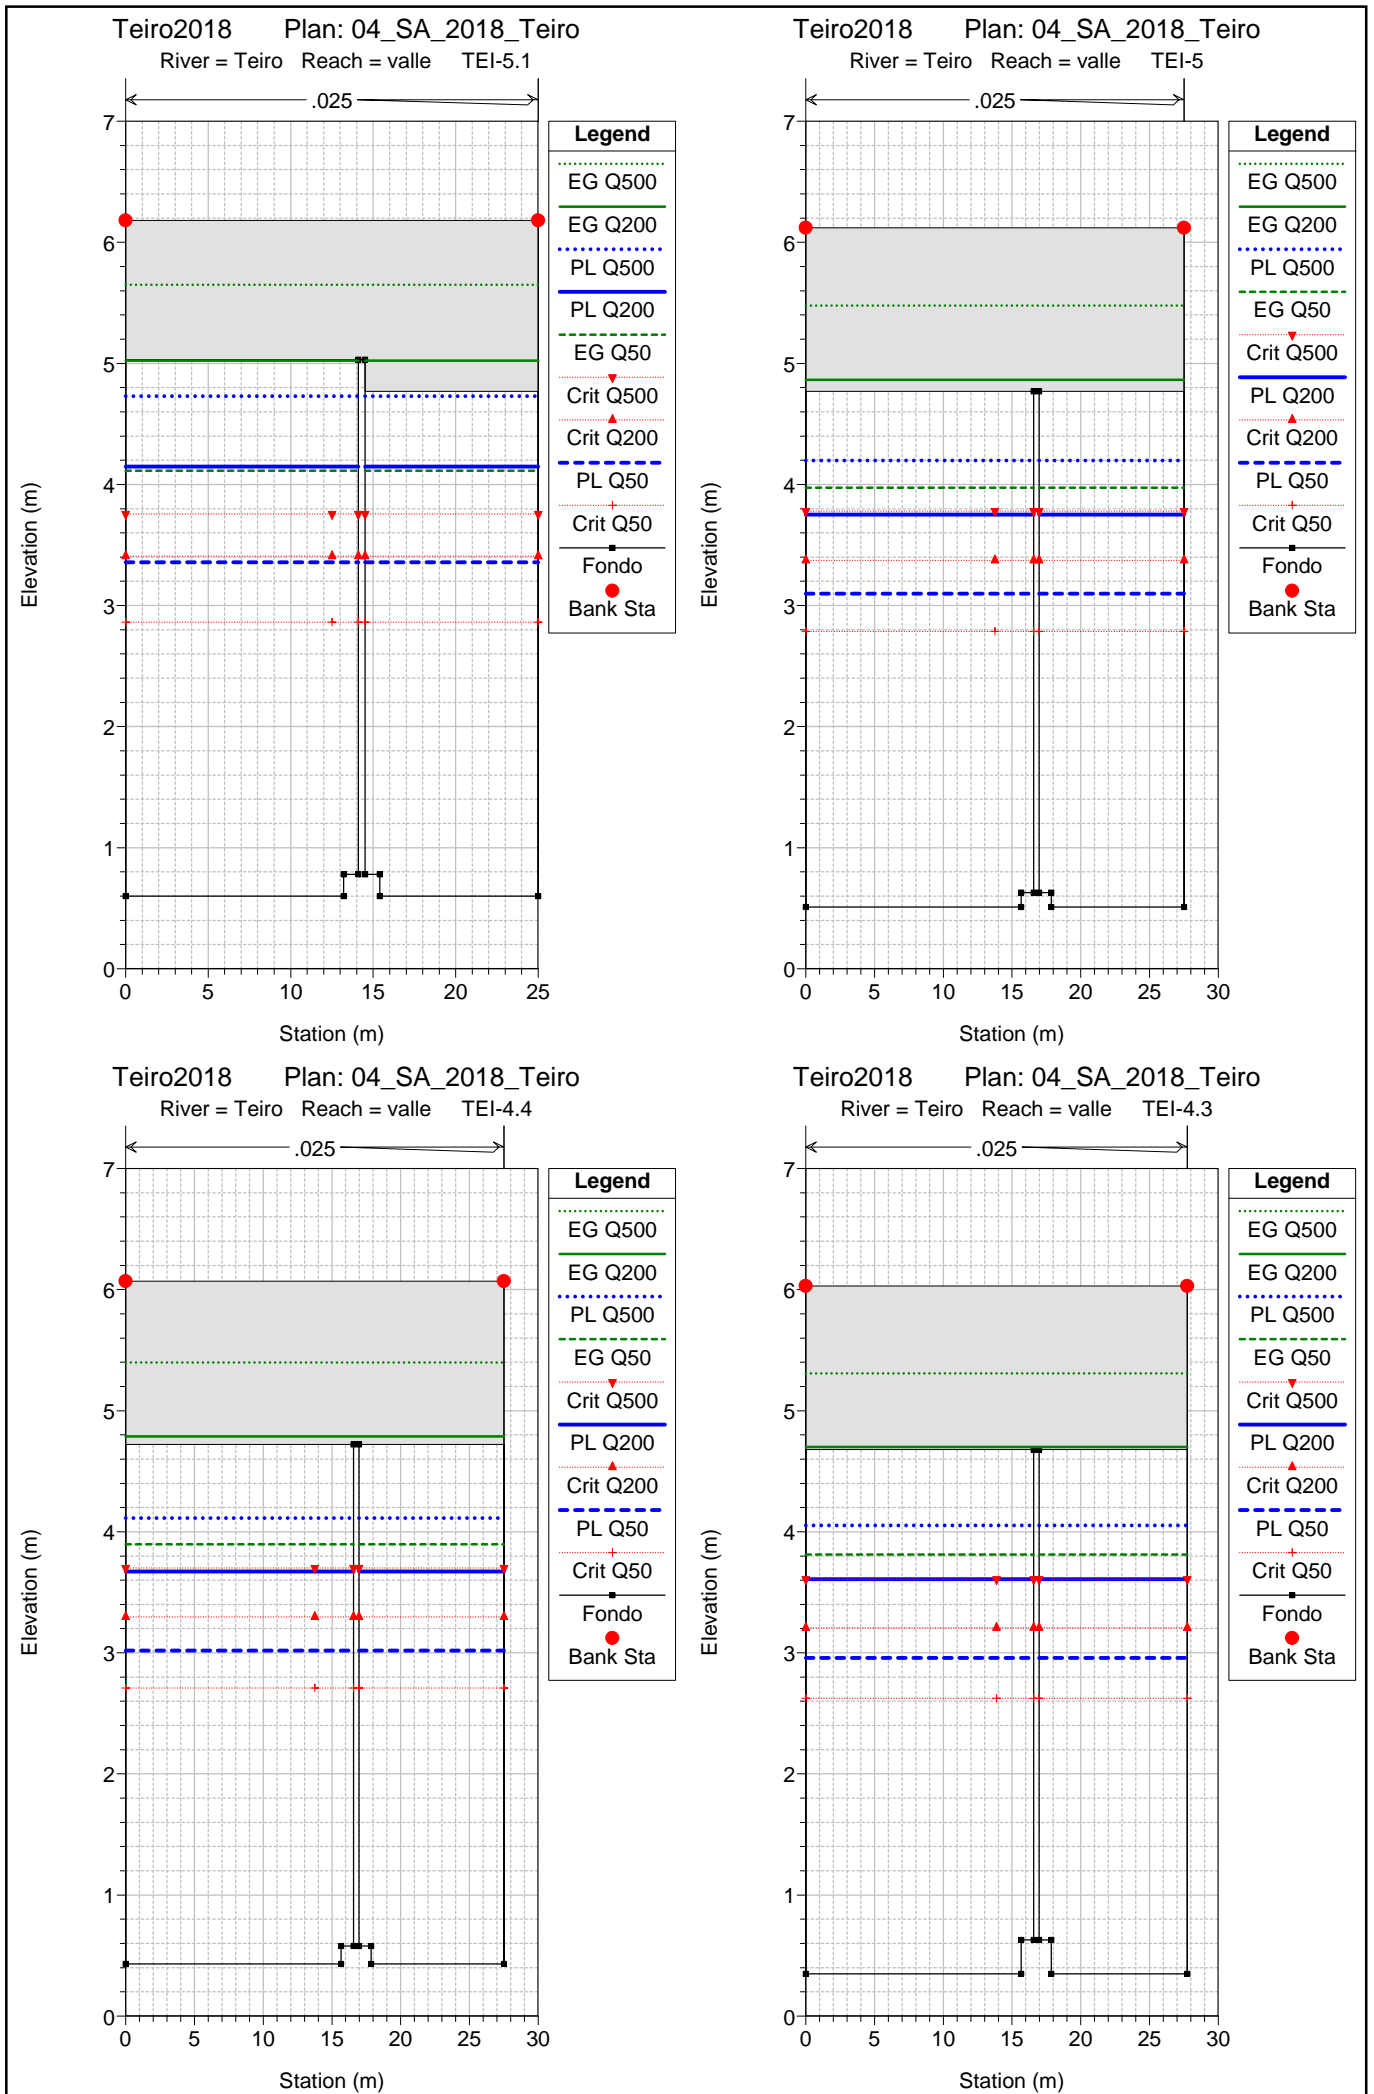 Teiro2018 Plan: 04_SA_2018_Teiro
River = Teiro Reach = valle TEI-5.1
.025
7
6
5
4
3
2
1
0
Elevation (m)
0 5 10 15 20 25
Station (m)
Legend
EG Q500
EG Q200
PL Q500
PL Q200
EG Q50
Crit Q500
Crit Q200
PL Q50
Crit Q50
Fondo
Bank Sta
Teiro2018 Plan: 04_SA_2018_Teiro
River = Teiro Reach = valle TEI-5
.025
7
6
5
4
3
2
1
0
Elevation (m)
0 5 10 15 20 25 30
Station (m)
Legend
EG Q500
EG Q200
PL Q500
EG Q50
Crit Q500
PL Q200
Crit Q200
PL Q50
Crit Q50
Fondo
Bank Sta
Teiro2018 Plan: 04_SA_2018_Teiro
River = Teiro Reach = valle TEI-4.4
.025
7
6
5
4
3
2
1
0
Elevation (m)
0 5 10 15 20 25 30
Station (m)
Legend
EG Q500
EG Q200
PL Q500
EG Q50
Crit Q500
PL Q200
Crit Q200
PL Q50
Crit Q50
Fondo
Bank Sta
Teiro2018 Plan: 04_SA_2018_Teiro
River = Teiro Reach = valle TEI-4.3
.025
7
6
5
4
3
2
1
0
Elevation (m)
0 5 10 15 20 25 30
Station (m)
Legend
EG Q500
EG Q200
PL Q500
EG Q50
Crit Q500
PL Q200
Crit Q200
PL Q50
Crit Q50
Fondo
Bank Sta